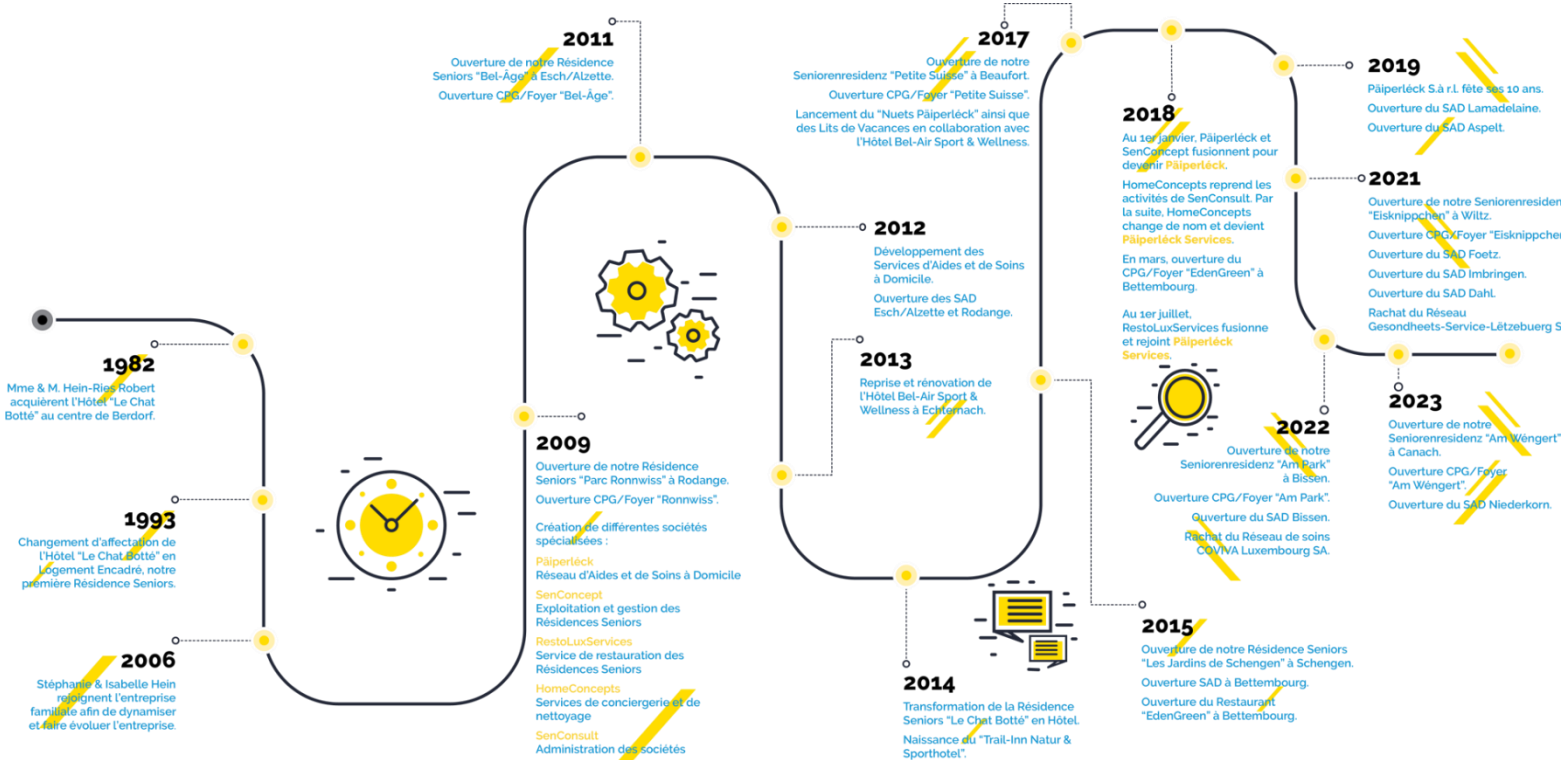 1982
Mme & M. Hein-Ries Robert
acquièrent l'Hôtel "Le Chat
Botté" au centre de Berdorf.
1993
Changement d'affectation de
l'Hôtel "Le Chat Botté" en
Logement Encadré, notre
première Résidence Seniors.
2006
Stéphanie & Isabelle Hein
rejoignent l'entreprise
familiale afin de dynamiser
et faire évoluer l'entreprise.
2009
Ouverture de notre Résidence
Seniors "Parc Ronnwiss" à Rodange.
Ouverture CPG/Foyer "Ronnwiss".
Création de différentes sociétés
spécialisées :
Päiperléck
Réseau d'Aides et de Soins à Domicile
SenConcept
Exploitation et gestion des
Résidences Seniors
RestoLuxServices
Service de restauration des
Résidences Seniors
HomeConcepts
Services de conciergerie et de
nettoyage
SenConsult
Administration des sociétés
2011
Ouverture de notre Résidence
Seniors "Bel-Âge" à Esch/Alzette.
Ouverture CPG/Foyer "Bel-Âge".
2012
Développement des
Services d'Aides et de Soins
à Domicile.
Ouverture des SAD
Esch/Alzette et Rodange.
2013
Reprise et rénovation de
l'Hôtel Bel-Air Sport &
Wellness à Echternach.
2014
Transformation de la Résidence
Seniors "Le Chat Botté" en Hôtel.
Naissance du "Trail-Inn Natur &
Sporthotel".
2015
Ouverture de notre Résidence Seniors
"Les Jardins de Schengen" à Schengen.
Ouverture SAD à Bettembourg.
Ouverture du Restaurant
"EdenGreen" à Bettembourg.
2017
Ouverture de notre
Seniorenresidenz "Petite Suisse" à Beaufort.
Ouverture CPG/Foyer "Petite Suisse".
Lancement du "Nuets Päiperléck" ainsi que
des Lits de Vacances en collaboration avec
l'Hôtel Bel-Air Sport & Wellness.
2018
Au 1er janvier, Päiperléck et
SenConcept fusionnent pour
devenir Päiperléck.
HomeConcepts reprend les
activités de SenConsult. Par
la suite, HomeConcepts
change de nom et devient
Päiperléck Services.
En mars, ouverture du
CPG/Foyer "EdenGreen" à
Bettembourg.
Au 1er juillet,
RestoLuxServices fusionne
et rejoint Päiperléck
Services.
2019
Päiperléck S.à r.l. fête ses 10 ans.
Ouverture du SAD Lamadelaine.
Ouverture du SAD Aspelt.
2021
Ouverture de notre Seniorenresiden
"Eisknippchen" à Wiltz.
Ouverture CPG/Foyer "Eisknippchen
Ouverture du SAD Foetz.
Ouverture du SAD Imbringen.
Ouverture du SAD Dahl.
Rachat du Réseau
Gesondheets-Service-Lëtzebuerg S
2022
Ouverture de notre
Seniorenresidenz "Am Park"
à Bissen.
Ouverture CPG/Foyer "Am Park".
Ouverture du SAD Bissen.
Rachat du Réseau de soins
COVIVA Luxembourg SA.
2023
Ouverture de notre
Seniorenresidenz "Am Wéngert"
à Canach.
Ouverture CPG/Foyer
"Am Wéngert".
Ouverture du SAD Niederkorn.